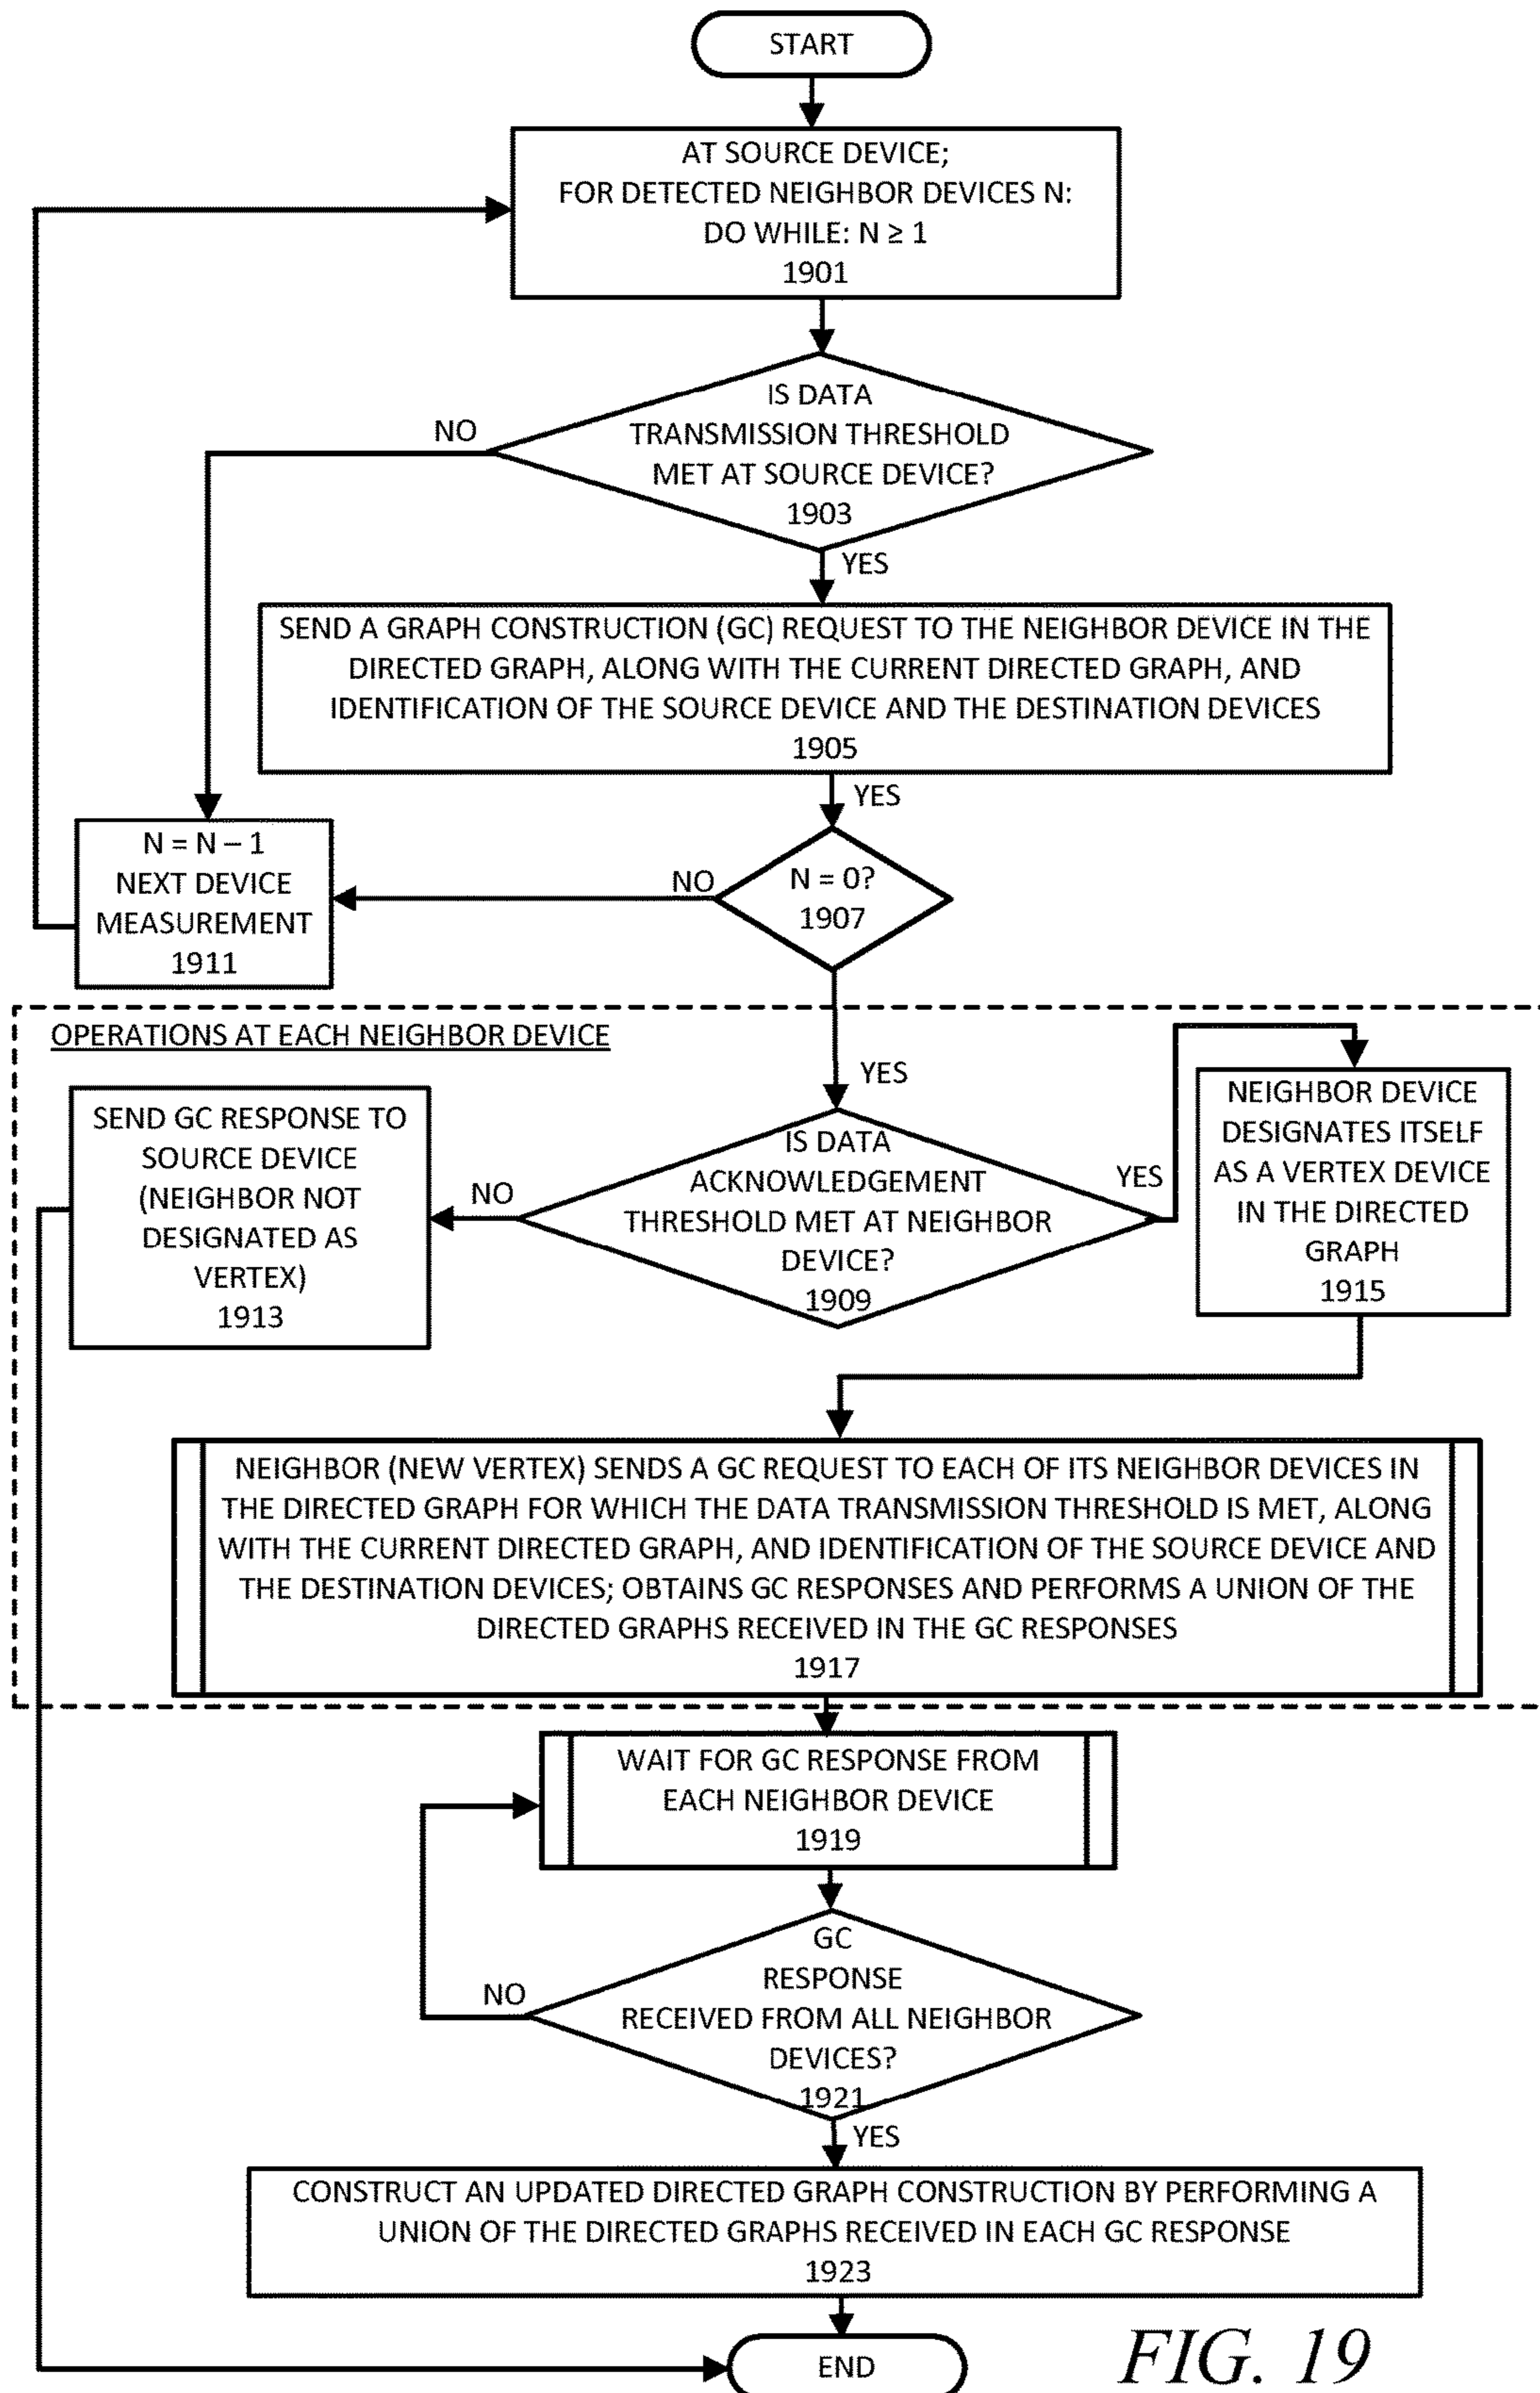 START
AT SOURCE DEVICE;
FOR DETECTED NEIGHBOR DEVICES N:
DO WHILE: N ≥ 1
1901
IS DATA
TRANSMISSION THRESHOLD
MET AT SOURCE DEVICE?
1903
NO
YES
SEND A GRAPH CONSTRUCTION (GC) REQUEST TO THE NEIGHBOR DEVICE IN THE
DIRECTED GRAPH, ALONG WITH THE CURRENT DIRECTED GRAPH, AND
IDENTIFICATION OF THE SOURCE DEVICE AND THE DESTINATION DEVICES
1905
YES
N = 0?
1907
NO
N = N – 1
NEXT DEVICE
MEASUREMENT
1911
OPERATIONS AT EACH NEIGHBOR DEVICE
YES
IS DATA
ACKNOWLEDGEMENT
THRESHOLD MET AT NEIGHBOR
DEVICE?
1909
NO
SEND GC RESPONSE TO
SOURCE DEVICE
(NEIGHBOR NOT
DESIGNATED AS
VERTEX)
1913
YES
NEIGHBOR DEVICE
DESIGNATES ITSELF
AS A VERTEX DEVICE
IN THE DIRECTED
GRAPH
1915
NEIGHBOR (NEW VERTEX) SENDS A GC REQUEST TO EACH OF ITS NEIGHBOR DEVICES IN
THE DIRECTED GRAPH FOR WHICH THE DATA TRANSMISSION THRESHOLD IS MET, ALONG
WITH THE CURRENT DIRECTED GRAPH, AND IDENTIFICATION OF THE SOURCE DEVICE AND
THE DESTINATION DEVICES; OBTAINS GC RESPONSES AND PERFORMS A UNION OF THE
DIRECTED GRAPHS RECEIVED IN THE GC RESPONSES
1917
WAIT FOR GC RESPONSE FROM
EACH NEIGHBOR DEVICE
1919
GC
RESPONSE
RECEIVED FROM ALL NEIGHBOR
DEVICES?
1921
NO
YES
CONSTRUCT AN UPDATED DIRECTED GRAPH CONSTRUCTION BY PERFORMING A
UNION OF THE DIRECTED GRAPHS RECEIVED IN EACH GC RESPONSE
1923
END
FIG. 19